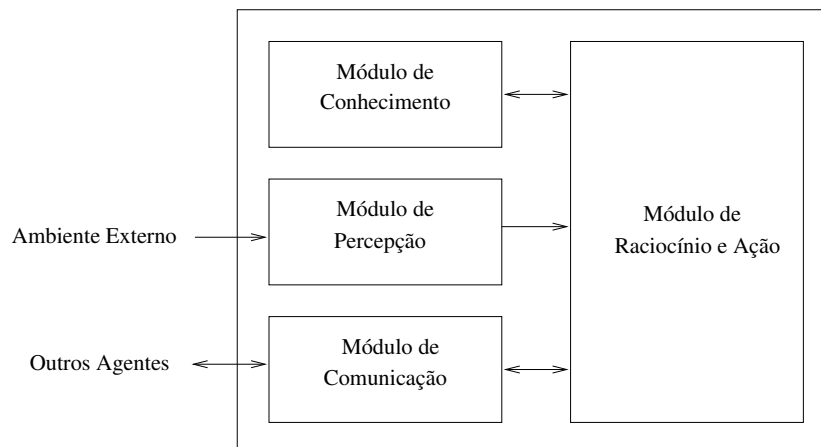 Módulo de
Conhecimento
Módulo de
Percepção
Ambiente Externo
Módulo de
Raciocínio e Ação
Outros Agentes
Módulo de
Comunicação